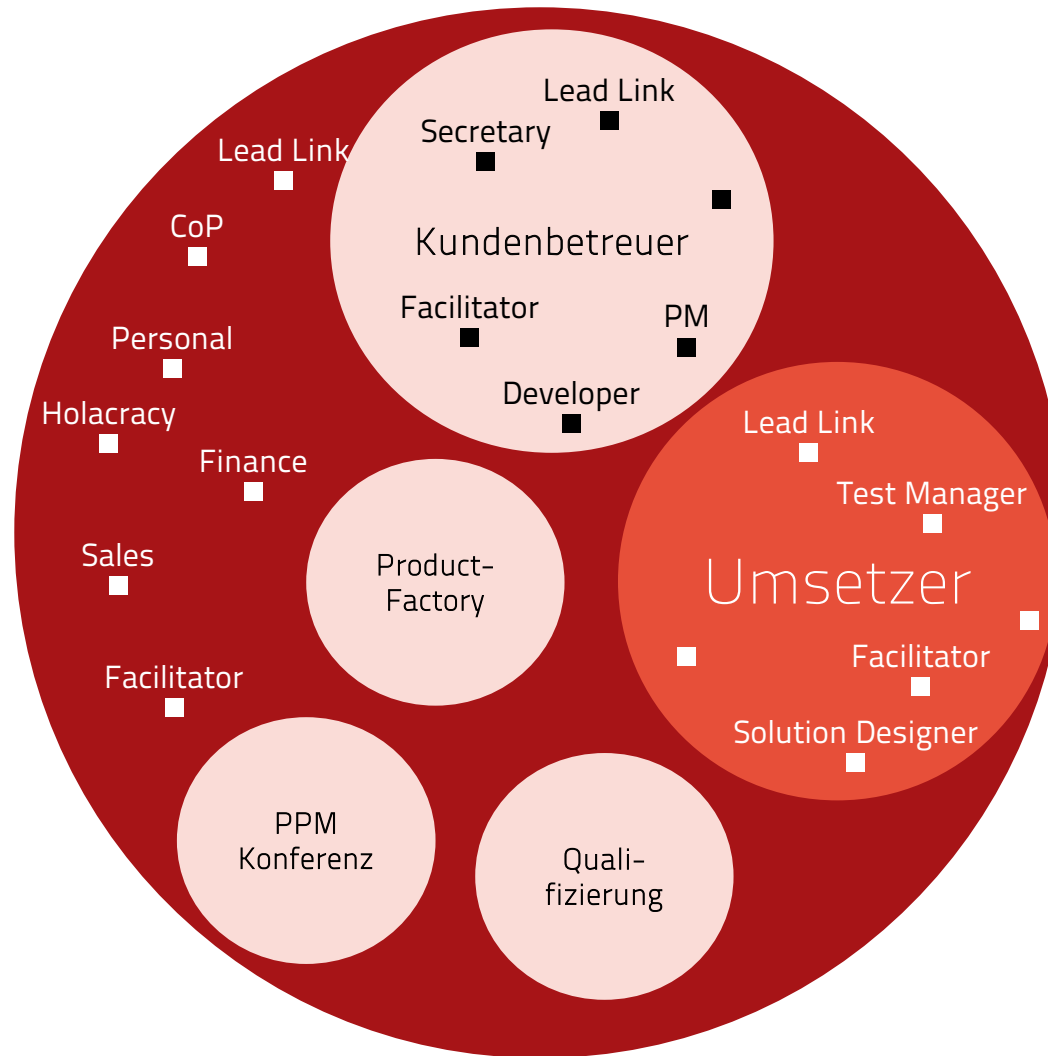 Lead Link
Secretary
Kundenbetreuer
Facilitator
PM
Developer
Lead Link
CoP
Personal
Holacracy
Finance
Sales
Facilitator
Lead Link
Test Manager
Umsetzer
Facilitator
Solution Designer
Product-
Factory
PPM
Konferenz
Quali-
fizierung